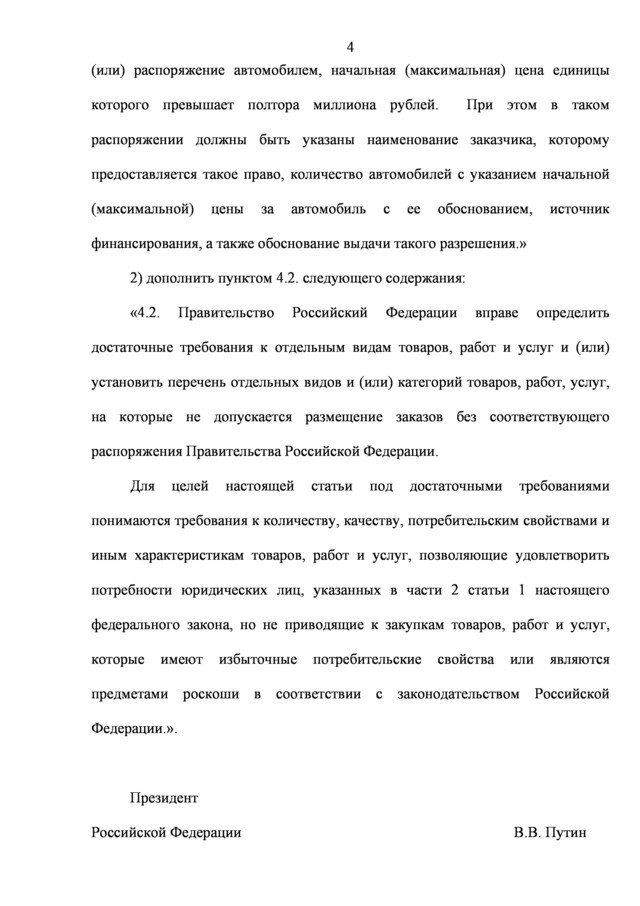 4
(или) распоряжение автомобилем, начальная (максимальная) цена единицы
которого превышает полтора миллиона рублей. При этом в таком
распоряжении должны быть указаны наименование заказчика, которому
предоставляется такое право, количество автомобилей с указанием начальной
(максимальной) цены за автомобиль с ее обоснованием, источник
финансирования, а также обоснование выдачи такого разрешения.»
2) дополнить пунктом 4.2. следующего содержания:
«4.2. Правительство Российский Федерации вправе определить
достаточные требования к отдельным видам товаров, работ и услуг и (или)
установить перечень отдельных видов и (или) категорий товаров, работ, услуг,
на которые не допускается размещение заказов без соответствующего
распоряжения Правительства Российской Федерации.
Для целей настоящей статьи под достаточными требованиями
понимаются требования к количеству, качеству, потребительским свойствами и
иным характеристикам товаров, работ и услуг, позволяющие удовлетворить
потребности юридических лиц, указанных в части 2 статьи 1 настоящего
федерального закона, но не приводящие к закупкам товаров, работ и услуг,
которые имеют избыточные потребительские свойства или являются
предметами роскоши в соответствии с законодательством Российской
Федерации.».
Президент
Российской Федерации В.В. Путин